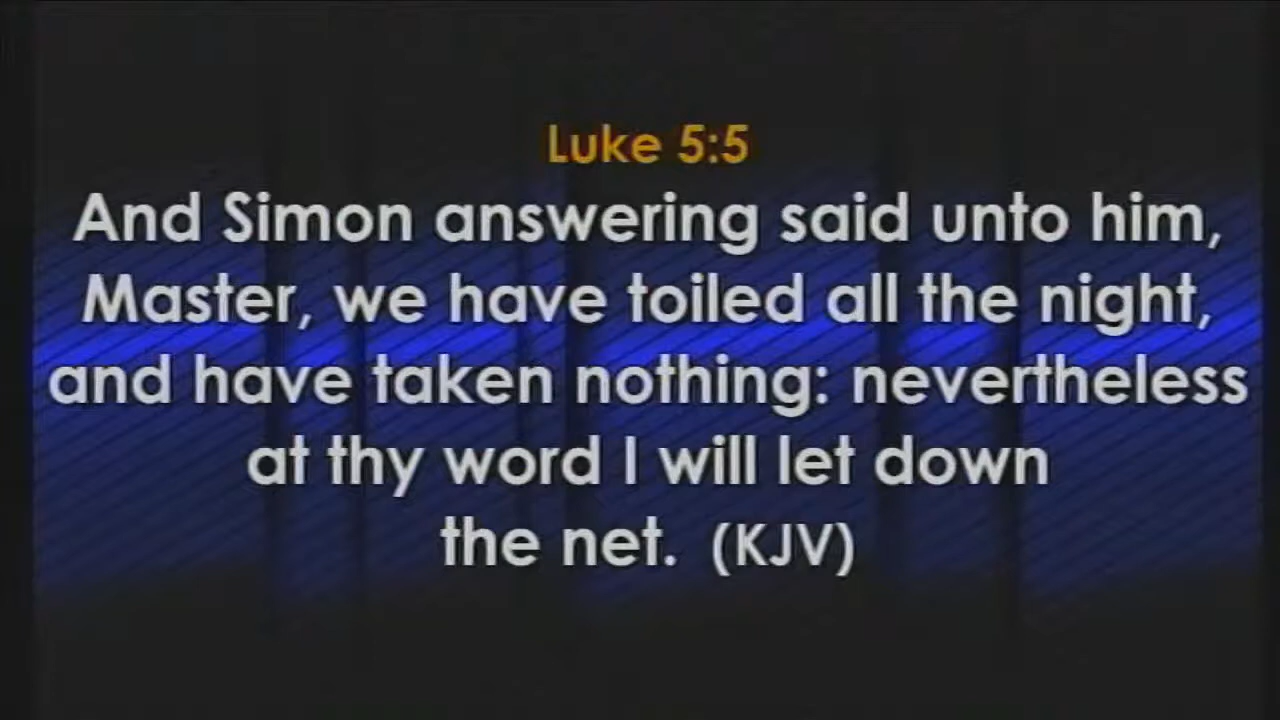 Luke 5:5
And Simon answering said unto him,
Master, we have toiled all the night,
and have taken nothing: nevertheless
at thy word I will let down
the net. (KJV)